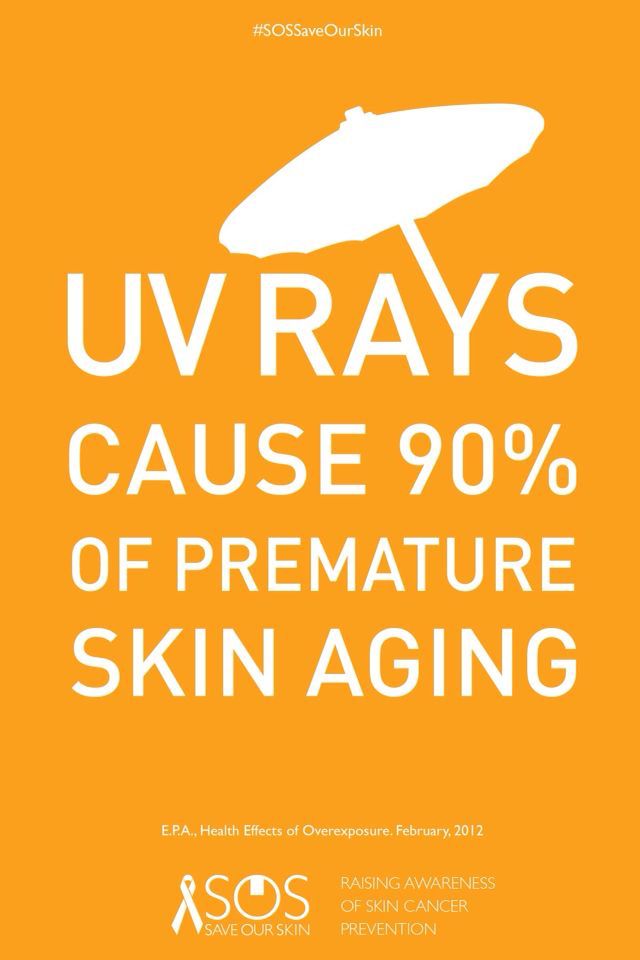 #SOSSaveOurSkin
UV RAYS
CAUSE 90%
OF PREMATURE
SKIN AGING
E.P.A., Health Effects of Overexposure. February, 2012
SOS
SAVE OUR SKIN
RAISING AWARENESS
OF SKIN CANCER
PREVENTION